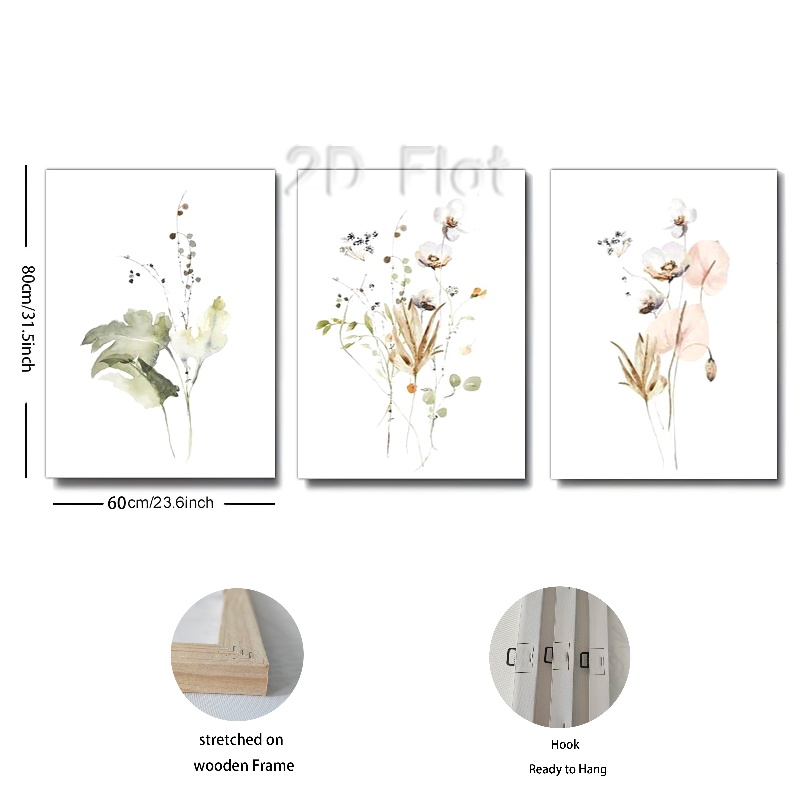 2D Flat
80cm/31.5inch
60cm/23.6inch
stretched on
wooden Frame
Hook
Ready to Hang